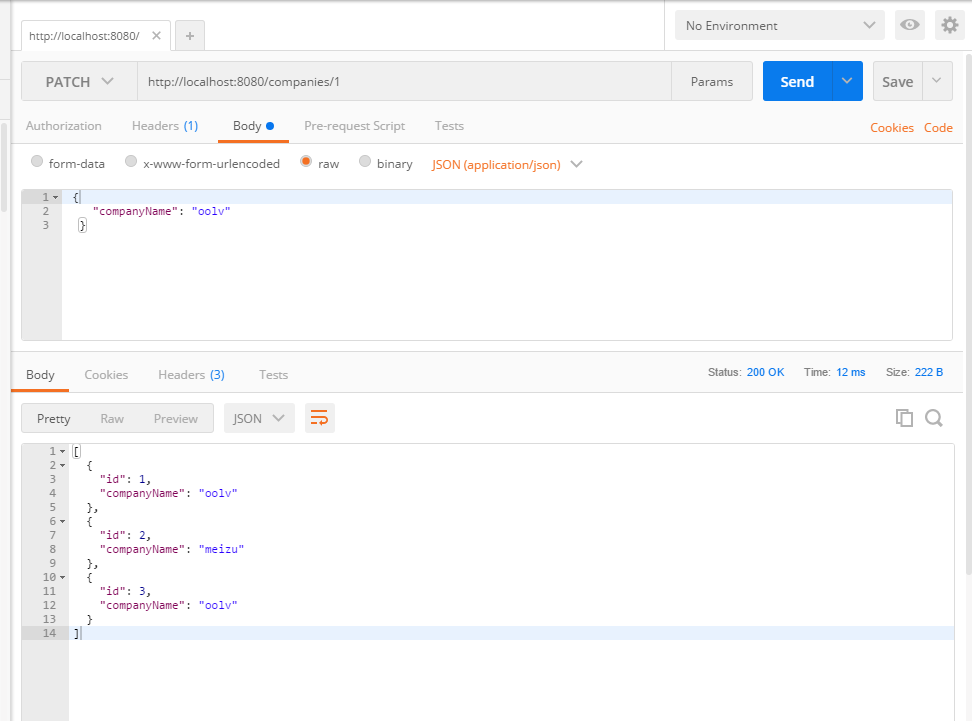 http://localhost:8080/
No Environment
PATCH http://localhost:8080/companies/1 Params Send Save
Authorization Headers (1) Body Pre-request Script Tests Cookies Code
form-data x-www-form-urlencoded raw binary JSON (application/json)
1 {
2 "companyName": "oolv"
3 }
Body Cookies Headers (3) Tests Status: 200 OK Time: 12 ms Size: 222 B
Pretty Raw Preview JSON
1 [
2 {
3 "id": 1,
4 "companyName": "oolv"
5 },
6 {
7 "id": 2,
8 "companyName": "meizu"
9 },
10 {
11 "id": 3,
12 "companyName": "oolv"
13 }
14 ]